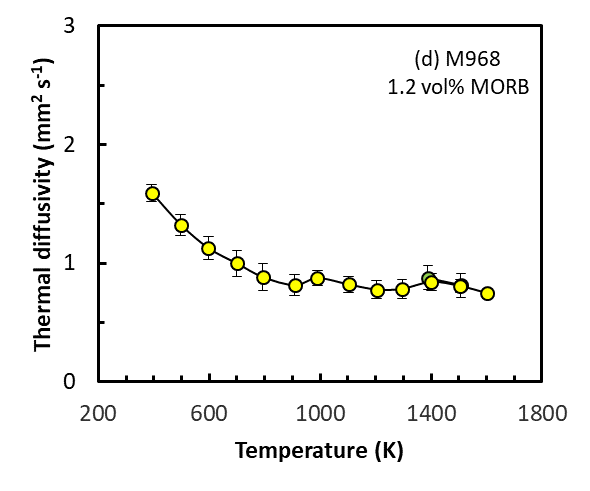 (d) M968
1.2 vol% MORB
Thermal diffusivity (mm² s⁻¹)
3
2
1
0
200 600 1000 1400 1800
Temperature (K)